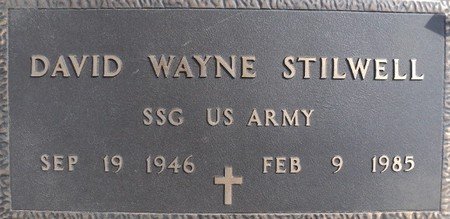 DAVID WAYNE STILWELL
SSG US ARMY
SEP 19 1946 FEB 9 1985